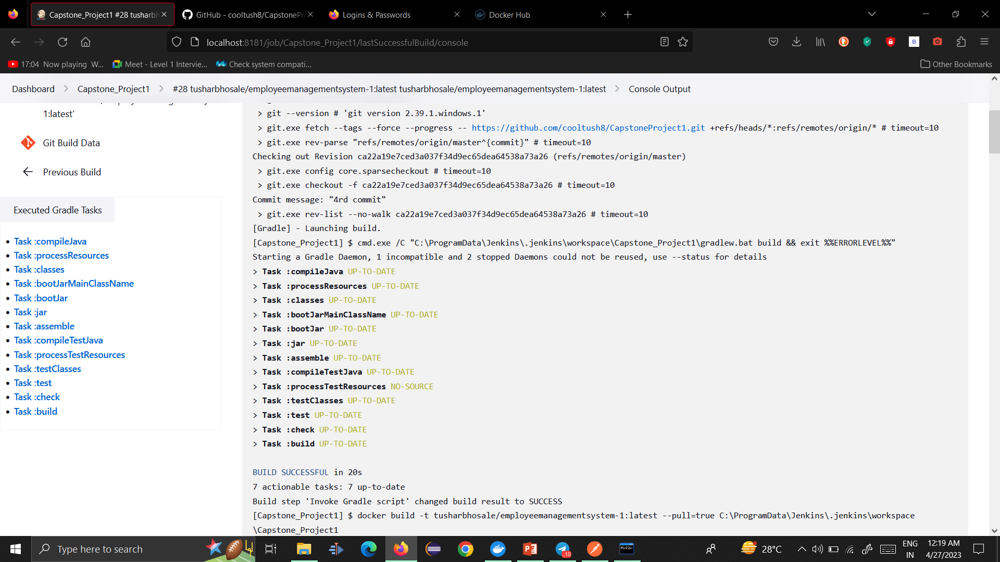 Capstone_Project1 #28 tusharbh
GitHub - cooltush8/CapstonePr
Logins & Passwords
Docker Hub
localhost:8181/job/Capstone_Project1/lastSuccessfulBuild/console
17:04 Now playing W...
Meet - Level 1 Intervie...
Check system compati...
Other Bookmarks
Dashboard
Capstone_Project1
#28 tusharbhosale/employeemanagementsystem-1:latest tusharbhosale/employeemanagementsystem-1:latest
Console Output
1:latest’
Git Build Data
Previous Build
Executed Gradle Tasks
Task :compileJava
Task :processResources
Task :classes
Task :bootJarMainClassName
Task :bootJar
Task :jar
Task :assemble
Task :compileTestJava
Task :processTestResources
Task :testClasses
Task :test
Task :check
Task :build
> git --version # 'git version 2.39.1.windows.1'
> git.exe fetch --tags --force --progress -- https://github.com/cooltush8/CapstoneProject1.git +refs/heads/*:refs/remotes/origin/* # timeout=10
> git.exe rev-parse "refs/remotes/origin/master^{commit}" # timeout=10
Checking out Revision ca22a19e7ced3a037f34d9ec65dea64538a73a26 (refs/remotes/origin/master)
> git.exe config core.sparsecheckout # timeout=10
> git.exe checkout -f ca22a19e7ced3a037f34d9ec65dea64538a73a26 # timeout=10
Commit message: "4rd commit"
> git.exe rev-list --no-walk ca22a19e7ced3a037f34d9ec65dea64538a73a26 # timeout=10
[Gradle] - Launching build.
[Capstone_Project1] $ cmd.exe /C "C:\ProgramData\Jenkins\.jenkins\workspace\Capstone_Project1\gradlew.bat build && exit %%ERRORLEVEL%%"
Starting a Gradle Daemon, 1 incompatible and 2 stopped Daemons could not be reused, use --status for details
> Task :compileJava UP-TO-DATE
> Task :processResources UP-TO-DATE
> Task :classes UP-TO-DATE
> Task :bootJarMainClassName UP-TO-DATE
> Task :bootJar UP-TO-DATE
> Task :jar UP-TO-DATE
> Task :assemble UP-TO-DATE
> Task :compileTestJava UP-TO-DATE
> Task :processTestResources NO-SOURCE
> Task :testClasses UP-TO-DATE
> Task :test UP-TO-DATE
> Task :check UP-TO-DATE
> Task :build UP-TO-DATE
BUILD SUCCESSFUL in 20s
7 actionable tasks: 7 up-to-date
Build step 'Invoke Gradle script' changed build result to SUCCESS
[Capstone_Project1] $ docker build -t tusharbhosale/employeemanagementsystem-1:latest --pull=true C:\ProgramData\Jenkins\.jenkins\workspace
\Capstone_Project1
Type here to search
28°C
ENG
IN
12:19 AM
4/27/2023